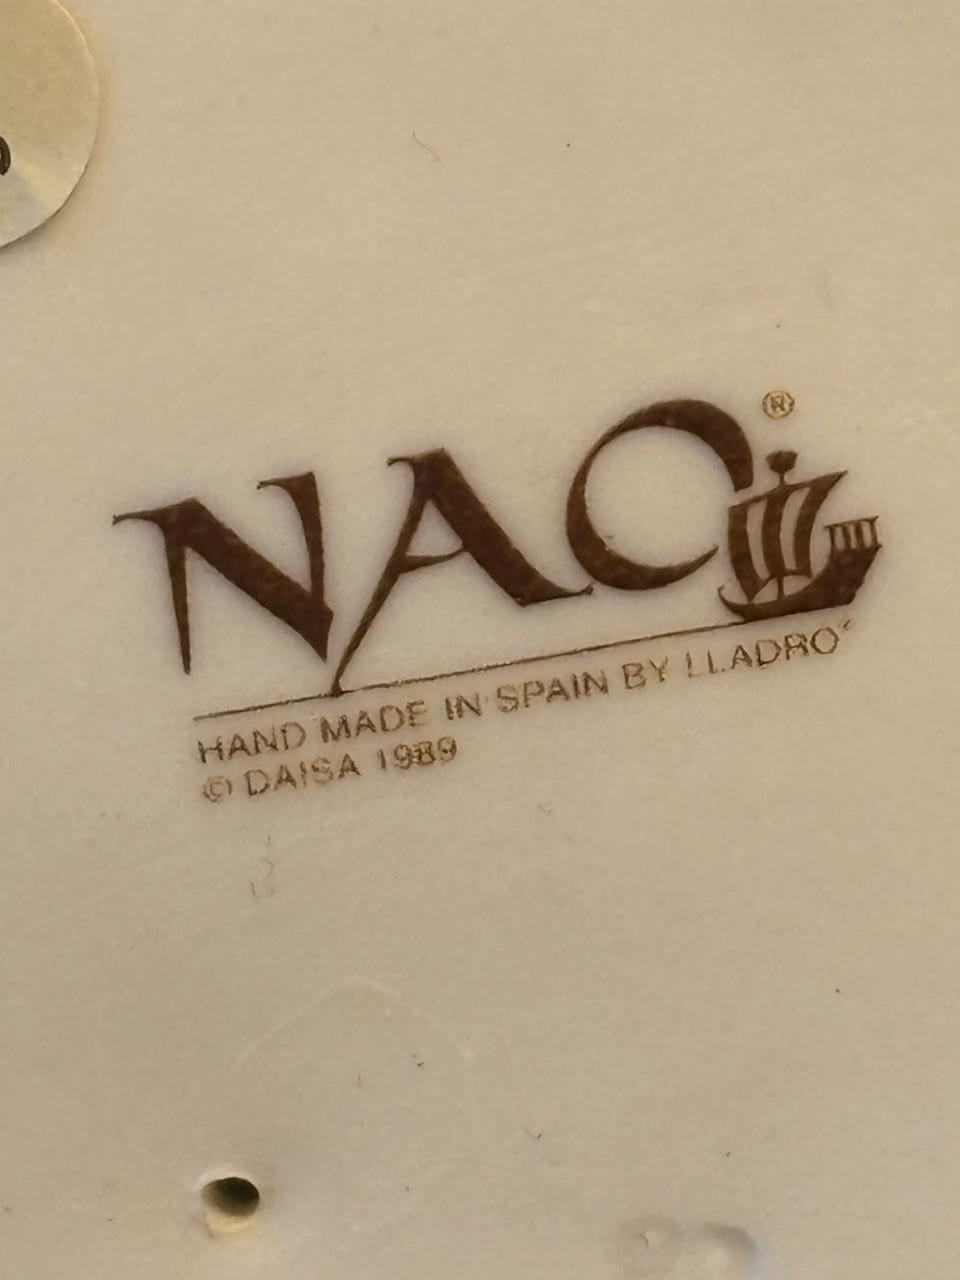 NAO ®
HAND MADE IN SPAIN BY LLADRO´
© DAISA 1989